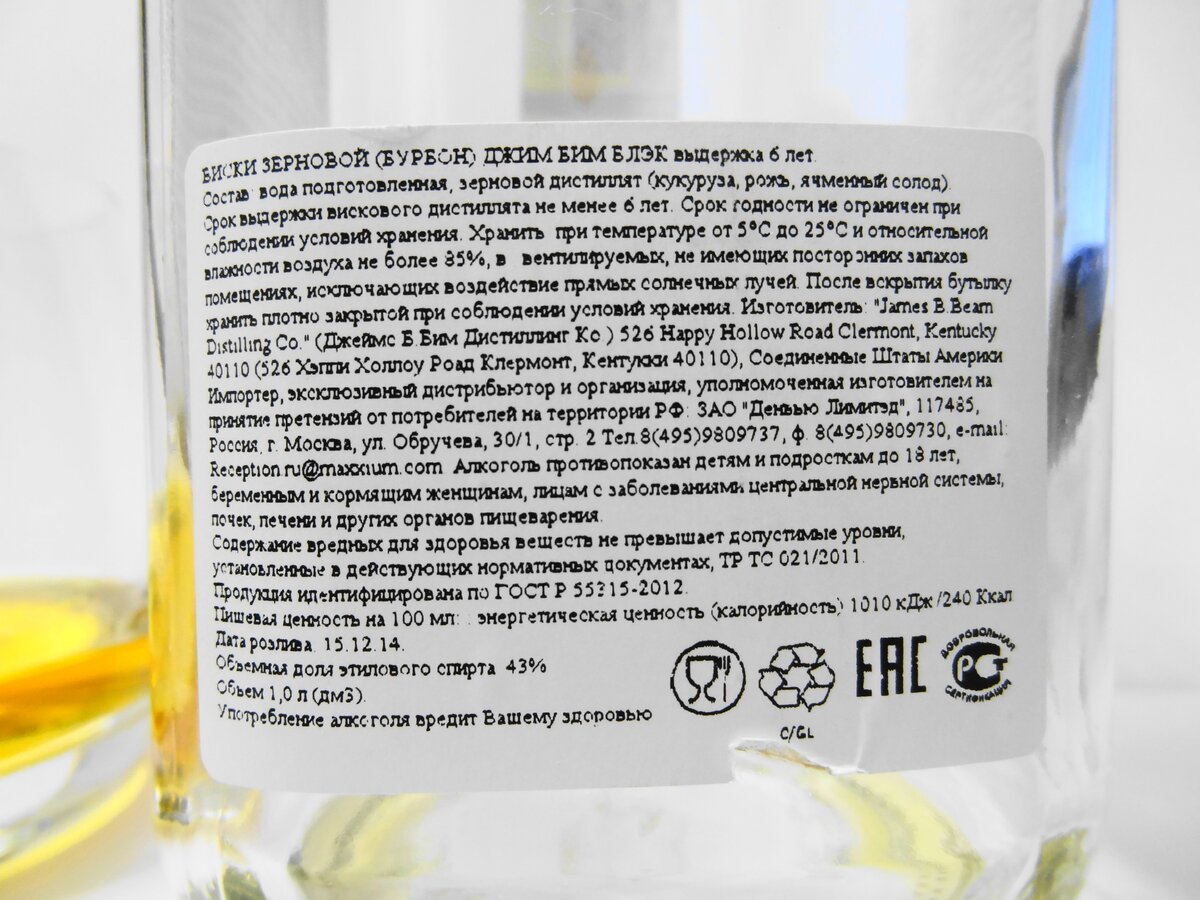 ВИСКИ ЗЕРНОВОЙ (БУРБОН) ДЖИМ БИМ БЛЭК выдержка 6 лет.
Состав: вода подготовленная, зерновой дистиллят (кукуруза, рожь, ячменный солод).
Срок выдержки вискового дистиллята не менее 6 лет. Срок годности не ограничен при
соблюдении условий хранения. Хранить при температуре от 5°С до 25°С и относительной
влажности воздуха не более 85%, в вентилируемых, не имеющих посторонних запахов
помещениях, исключающих воздействие прямых солнечных лучей. После вскрытия бутылку
хранить плотно закрытой при соблюдении условий хранения. Изготовитель: "James B.Beam
Distilling Co." (Джеймс Б.Бим Дистиллинг Ко.) 526 Happy Hollow Road Clermont, Kentucky
40110 (526 Хэппи Холлоу Роад Клермонт, Кентукки 40110), Соединенные Штаты Америки
Импортер, эксклюзивный дистрибьютор и организация, уполномоченная изготовителем на
принятие претензий от потребителей на территории РФ: ЗАО "Денвью Лимитэд", 117485,
Россия, г. Москва, ул. Обручева, 30/1, стр. 2 Тел.8(495)9809737, ф. 8(495)9809730, e-mail:
Reception.ru@maxxium.com Алкоголь противопоказан детям и подросткам до 18 лет,
беременным и кормящим женщинам, лицам с заболеваниями центральной нервной системы,
почек, печени и других органов пищеварения.
Содержание вредных для здоровья веществ не превышает допустимые уровни,
установленные в действующих нормативных документах, ТР ТС 021/2011.
Продукция идентифицирована по ГОСТ Р 55315-2012.
Пищевая ценность на 100 мл: : энергетическая ценность (калорийность) 1010 кДж /240 Ккал
Дата розлива: 15.12.14.
Объемная доля этилового спирта 43%
Объем 1,0 л (дм3).
Употребление алкоголя вредит Вашему здоровью
EAC
ДОБРОВОЛЬНАЯ
РСТ
СЕРТИФИКАЦИЯ
C/GL